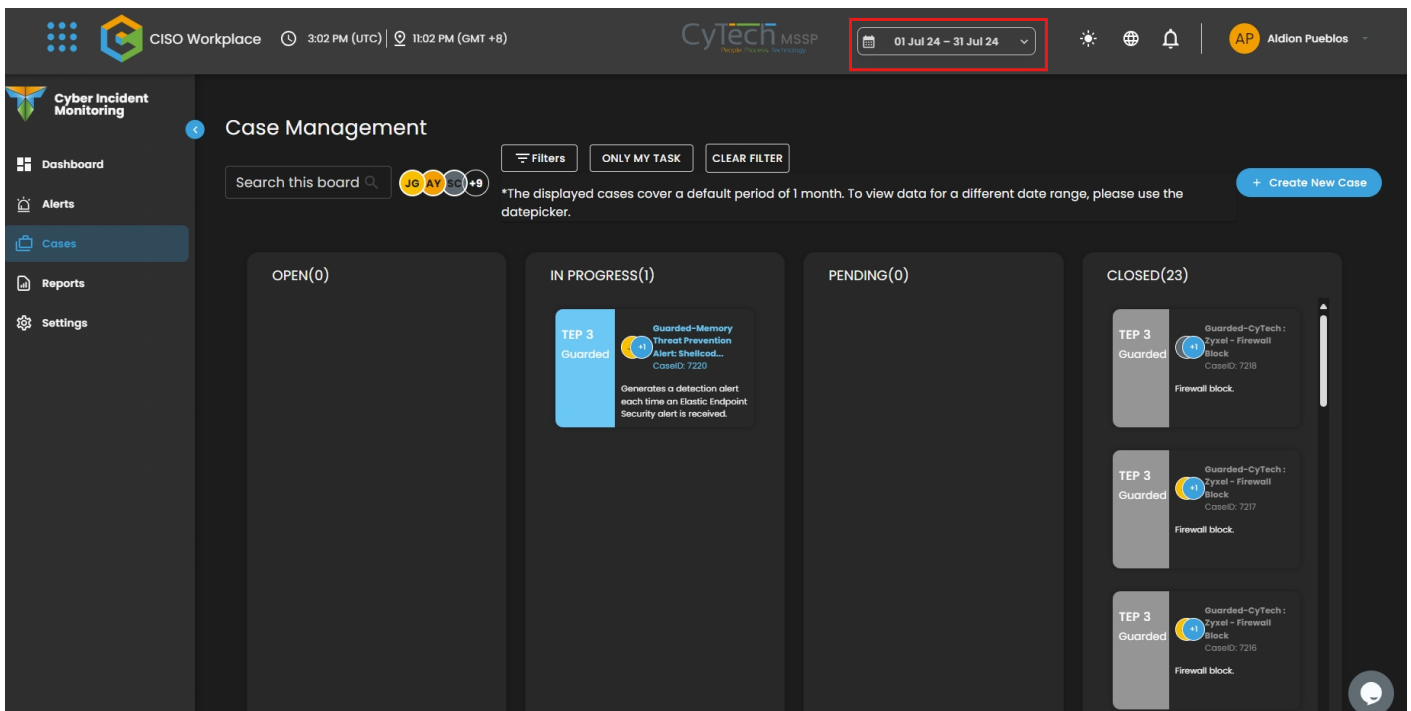 CISO Workplace
3:02 PM (UTC)
11:02 PM (GMT +8)
CyTech MSSP
People Process Technology
01 Jul 24 – 31 Jul 24
AP
Aldion Pueblos
Cyber Incident
Monitoring
Dashboard
Alerts
Cases
Reports
Settings
Case Management
Search this board
JG
AY
SC
+9
Filters
ONLY MY TASK
CLEAR FILTER
*The displayed cases cover a default period of 1 month. To view data for a different date range, please use the
datepicker.
+ Create New Case
OPEN(0)
IN PROGRESS(1)
TEP 3
Guarded
+1
Guarded-Memory
Threat Prevention
Alert: Shellcod...
CaseID: 7220
Generates a detection alert
each time an Elastic Endpoint
Security alert is received.
PENDING(0)
CLOSED(23)
TEP 3
Guarded
+1
Guarded-CyTech :
Zyxel - Firewall
Block
CaseID: 7218
Firewall block.
TEP 3
Guarded
+1
Guarded-CyTech :
Zyxel - Firewall
Block
CaseID: 7217
Firewall block.
TEP 3
Guarded
+1
Guarded-CyTech :
Zyxel - Firewall
Block
CaseID: 7216
Firewall block.